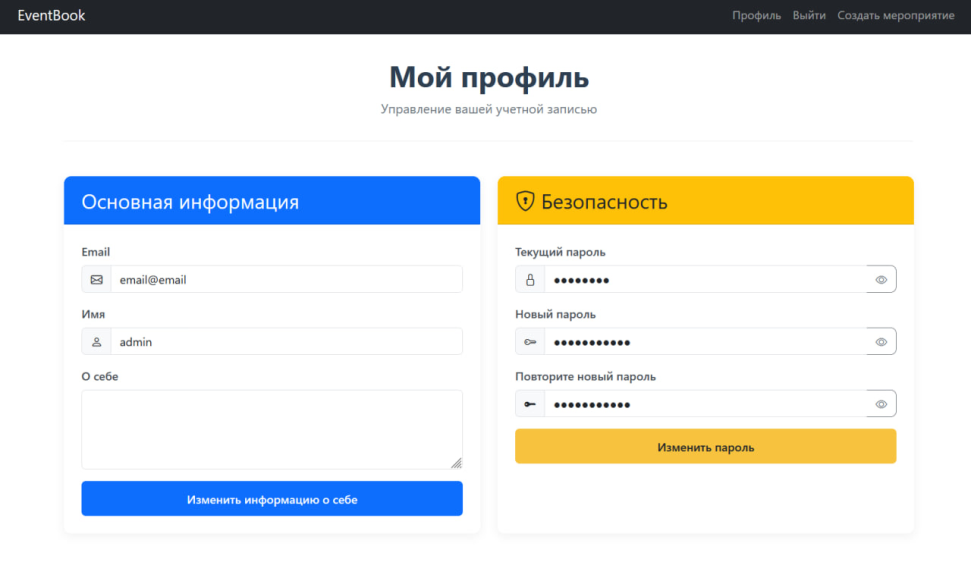 EventBook
Профиль Выйти Создать мероприятие
Мой профиль
Управление вашей учетной записью
Основная информация
Email
email@email
Имя
admin
О себе
Изменить информацию о себе
Безопасность
Текущий пароль
••••••••
Новый пароль
•••••••••••
Повторите новый пароль
•••••••••••
Изменить пароль